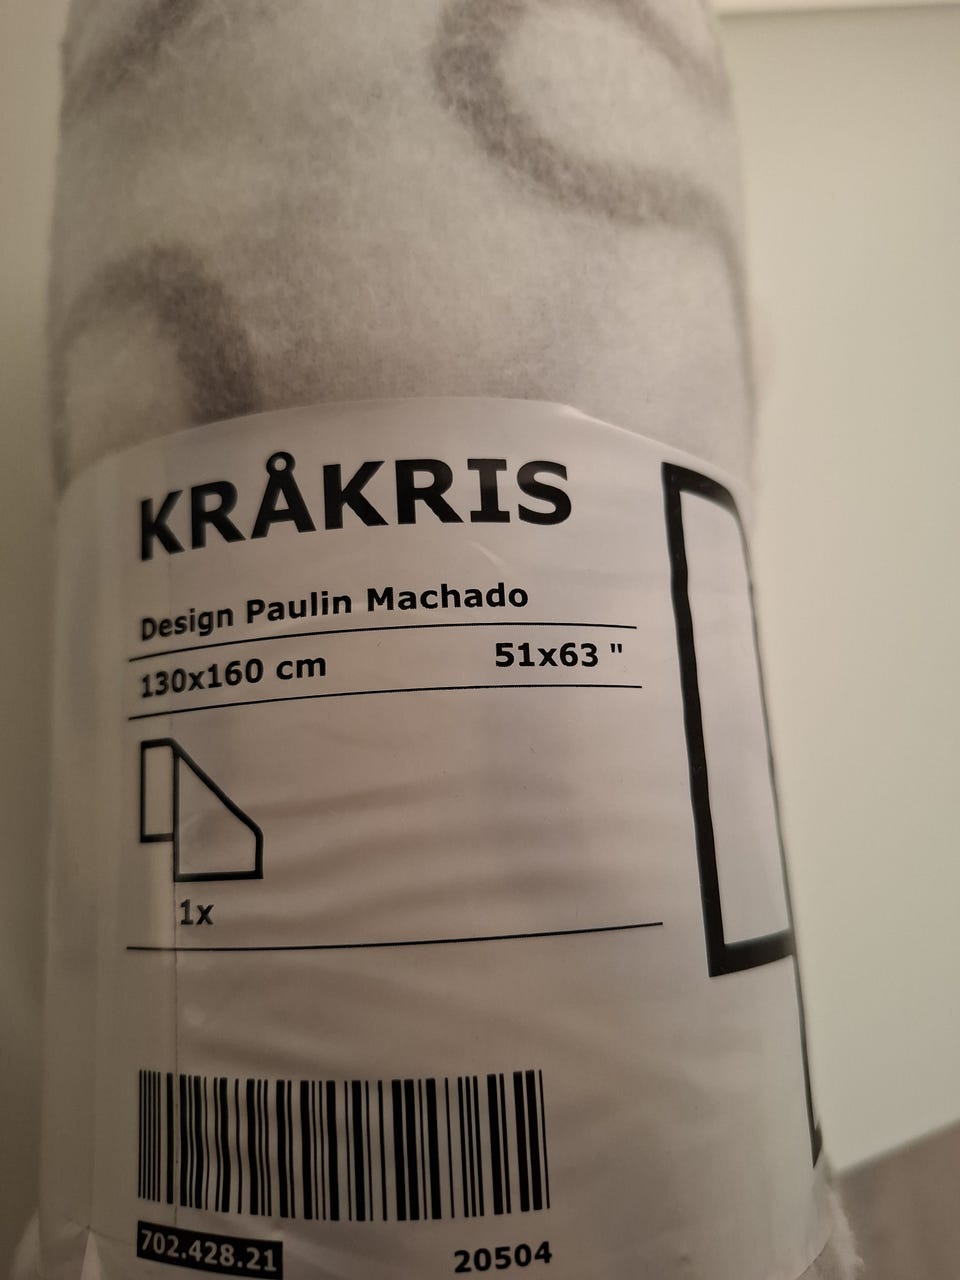 KRÅKRIS
Design Paulin Machado
130x160 cm 51x63 "
1x
702.428.21 20504